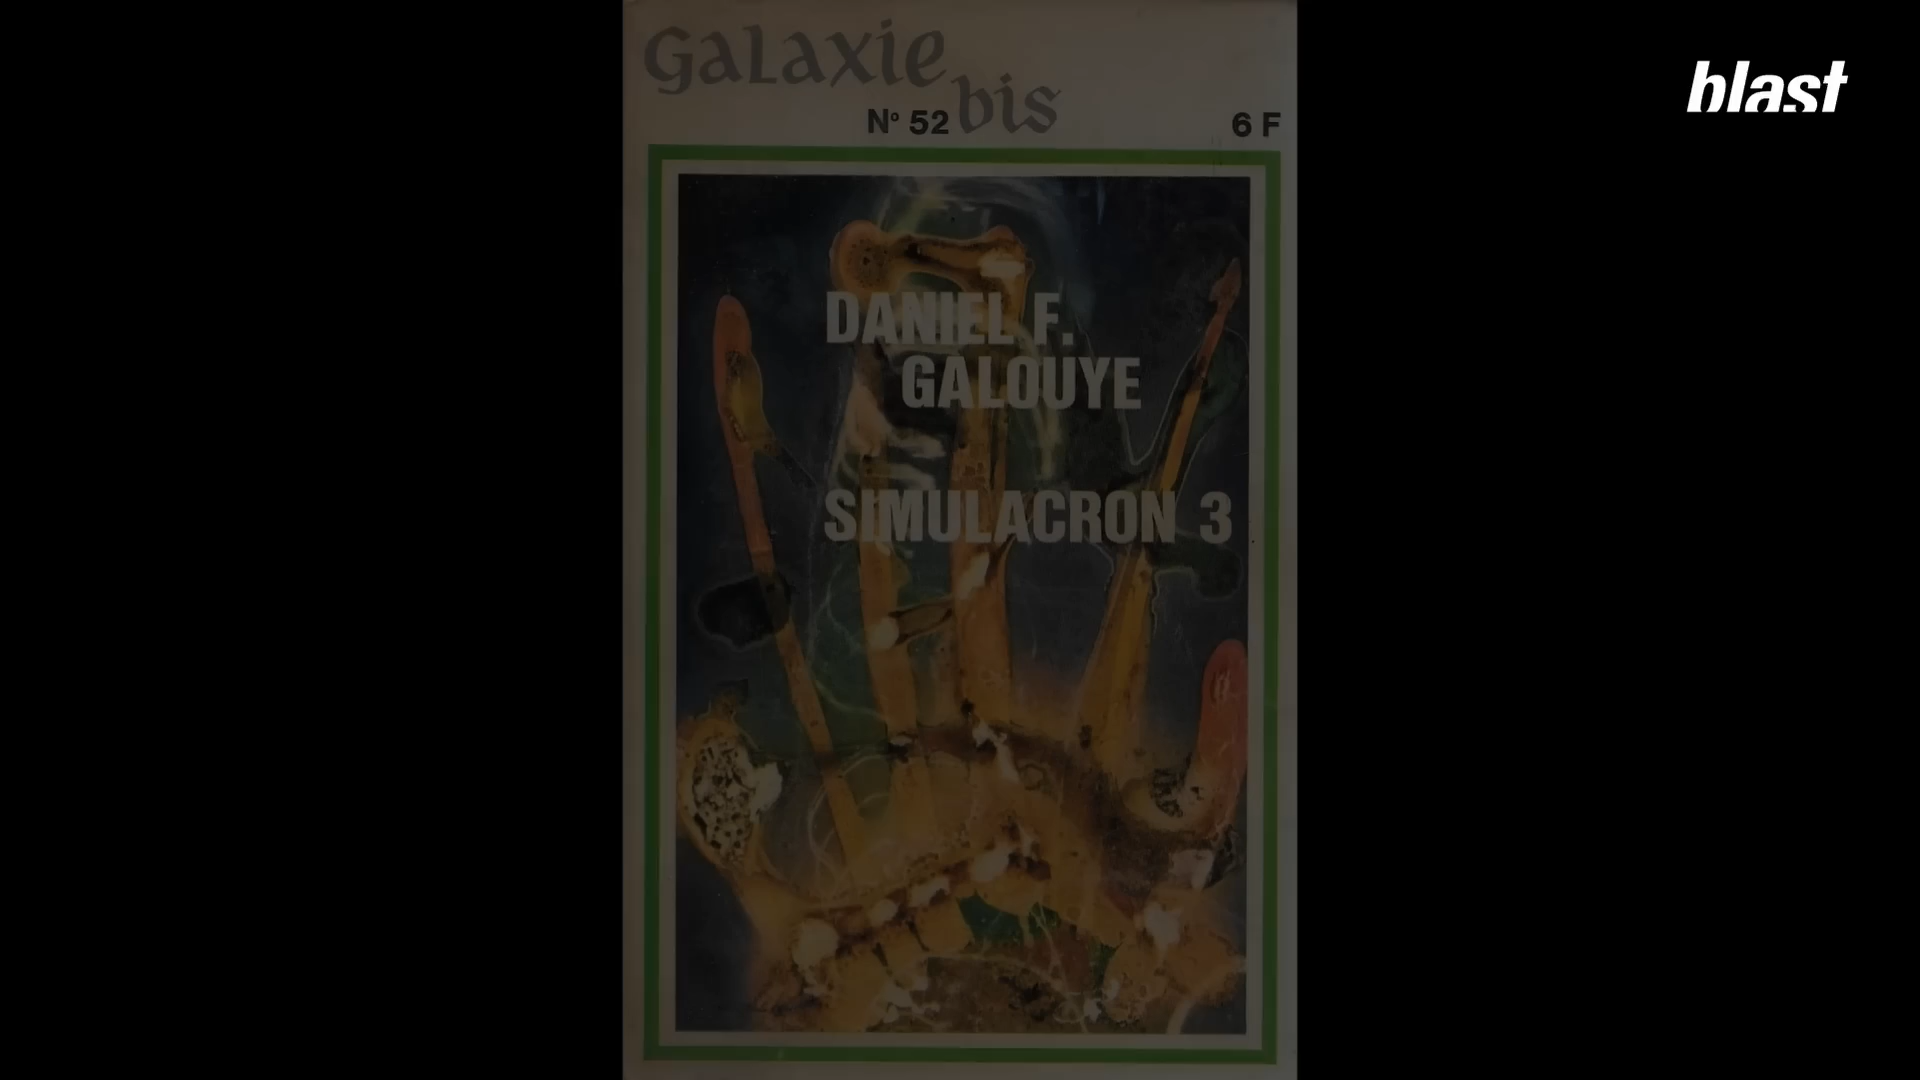 Galaxie
bis
N° 52
6 F
DANIEL F.
GALOUYE
SIMULACRON 3
blast